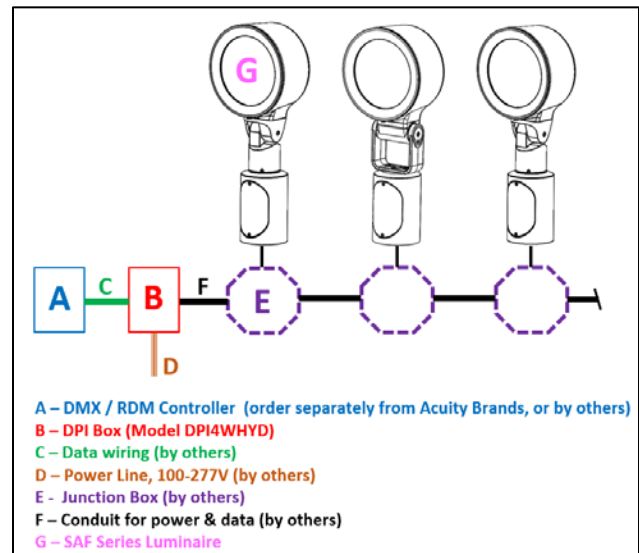 G
A
C
B
F
E
D
A – DMX / RDM Controller (order separately from Acuity Brands, or by others)
B – DPI Box (Model DPI4WHYD)
C – Data wiring (by others)
D – Power Line, 100-277V (by others)
E - Junction Box (by others)
F – Conduit for power & data (by others)
G – SAF Series Luminaire